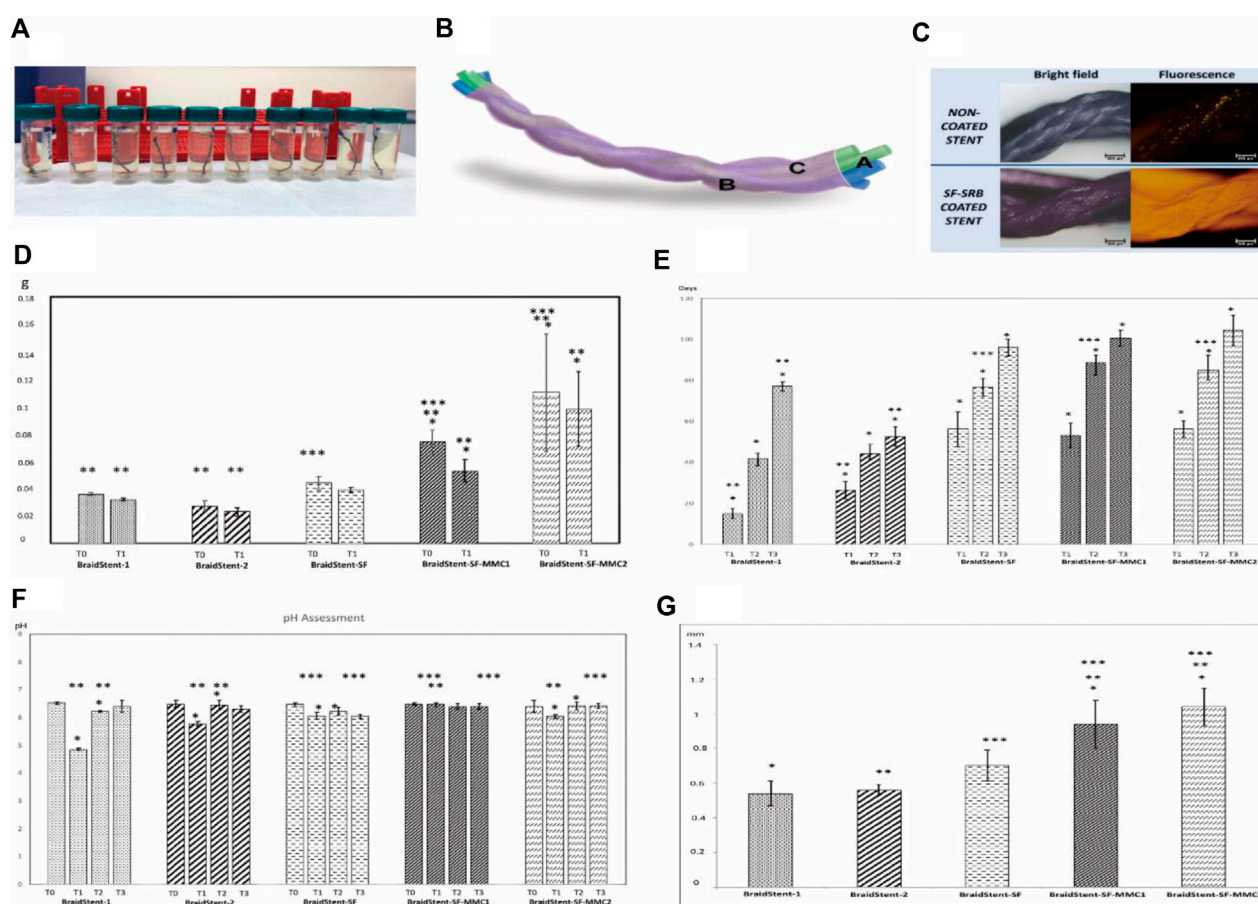 A
B
C
Bright field
Fluorescence
NON-
COATED
STENT
SF-SRB
COATED
STENT
A
C
B
D
g
0.18
0.16
0.14
0.12
0.1
0.08
0.06
0.04
0.02
0
** ** ** ** *** *** ** * ** * *** ** * ** *
T0 T1 T0 T1 T0 T1 T0 T1 T0 T1
BraidStent-1 BraidStent-2 BraidStent-SF BraidStent-SF-MMC1 BraidStent-SF-MMC2
E
Days
120
100
80
60
40
20
0
** * * ** * ** * * ** * * *** * * * *** * * * *** * *
T1 T2 T3 T1 T2 T3 T1 T2 T3 T1 T2 T3 T1 T2 T3
BraidStent-1 BraidStent-2 BraidStent-SF BraidStent-SF-MMC1 BraidStent-SF-MMC2
F
pH Assessment
pH
9
8
7
6
5
4
3
2
1
0
** * ** * ** * ** * *** * * *** *** ** *** ** * * ***
T0 T1 T2 T3 T0 T1 T2 T3 T0 T1 T2 T3 T0 T1 T2 T3 T0 T1 T2 T3
BraidStent-1 BraidStent-2 BraidStent-SF BraidStent-SF-MMC1 BraidStent-SF-MMC2
G
mm
1.4
1.2
1
0.8
0.6
0.4
0.2
0
* ** *** *** ** * *** ** *
BraidStent-1 BraidStent-2 BraidStent-SF BraidStent-SF-MMC1 BraidStent-SF-MMC2